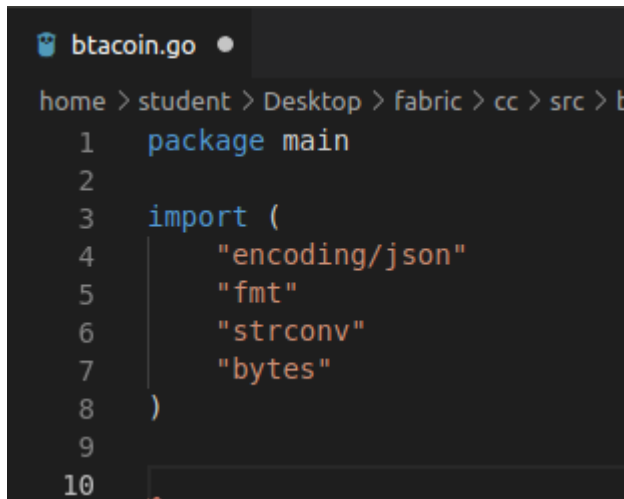 btacoin.go
home > student > Desktop > fabric > cc > src >
1 package main
2
3 import (
4 "encoding/json"
5 "fmt"
6 "strconv"
7 "bytes"
8 )
9
10